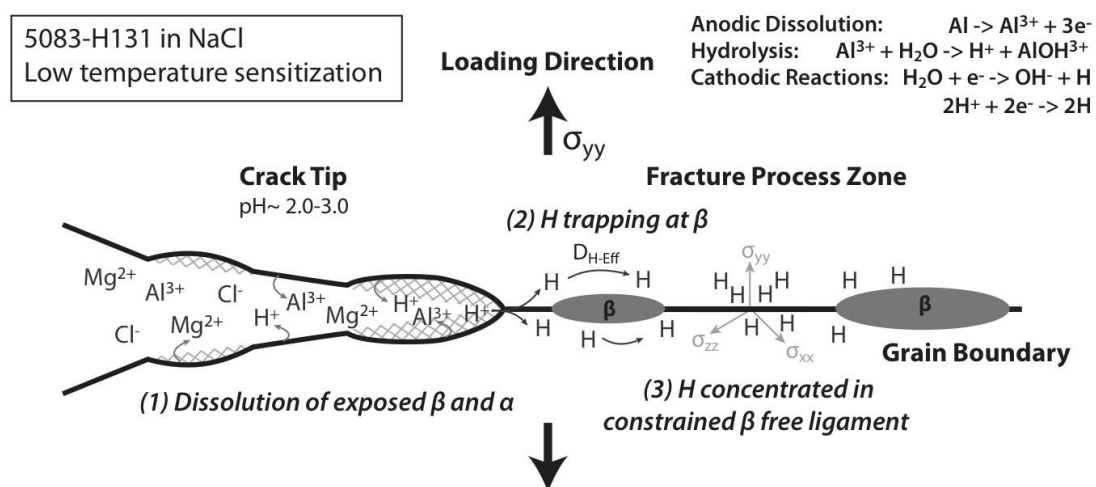 5083-H131 in NaCl
Low temperature sensitization
Loading Direction
σyy
Anodic Dissolution: Al -> Al³⁺ + 3e-
Hydrolysis: Al³⁺ + H₂O -> H⁺ + AlOH³⁺
Cathodic Reactions: H₂O + e⁻ -> OH⁻ + H
2H⁺ + 2e⁻ -> 2H
Crack Tip
pH~ 2.0-3.0
Fracture Process Zone
(2) H trapping at β
D_H-Eff
Mg²⁺
Al³⁺
Cl⁻
Cl⁻
Mg²⁺
H⁺
Al³⁺
Mg²⁺
H⁺
Al³⁺
H⁺
H
H
H
H
H
β
σyy
H
H
H
H
H
H
σzz
σxx
H
H
H
β
Grain Boundary
(1) Dissolution of exposed β and α
(3) H concentrated in
constrained β free ligament